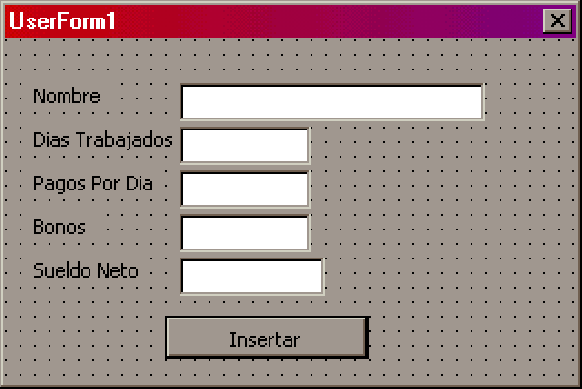 UserForm1
Nombre
Dias Trabajados
Pagos Por Dia
Bonos
Sueldo Neto
Insertar